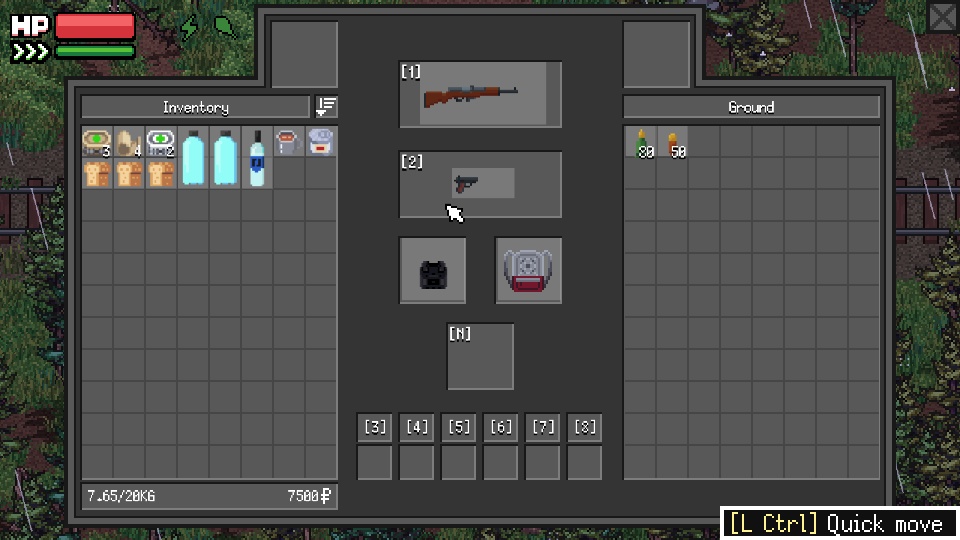 HP
[1]
Inventory
Ground
3
4
2
80
50
[2]
[N]
[3] [4] [5] [6] [7] [8]
7.65/20KG
7500₽
[L Ctrl] Quick move